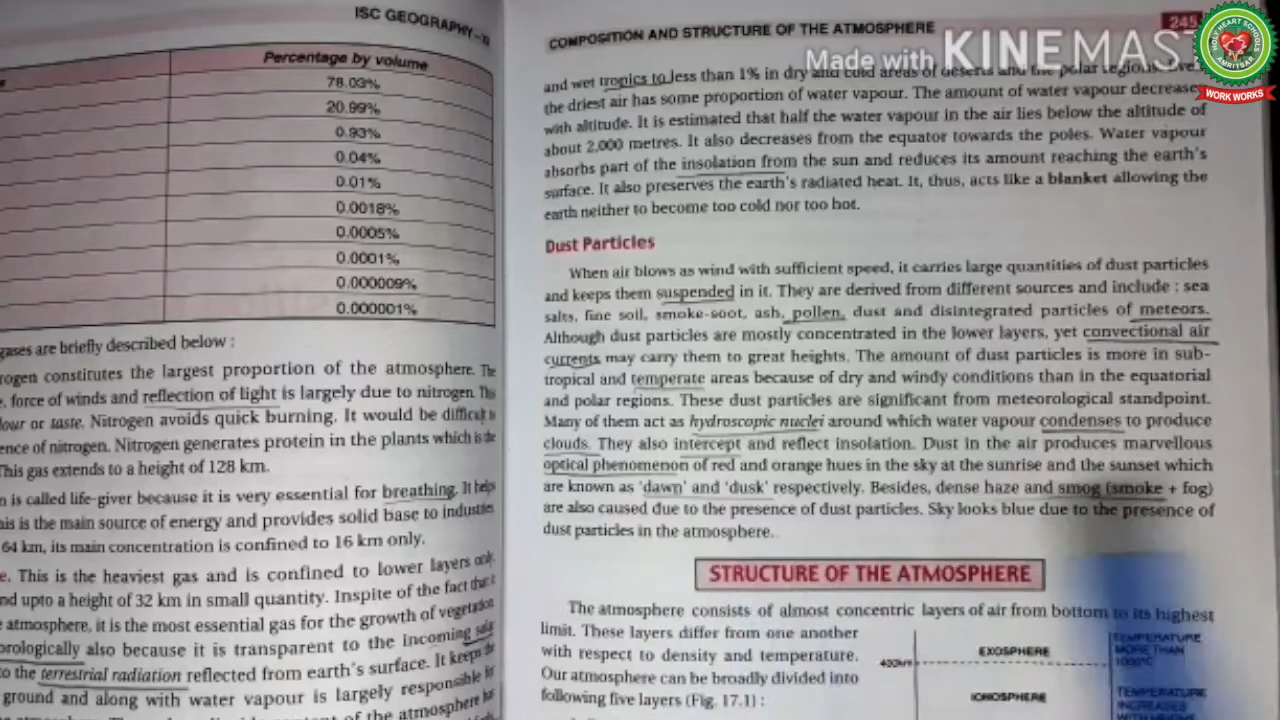 ISC GEOGRAPHY-XI
Percentage by volume
78.03%
20.99%
0.93%
0.04%
0.01%
0.0018%
0.0005%
0.0001%
0.000009%
0.000001%
gases are briefly described below :
rogen constitutes the largest proportion of the atmosphere. The
e, force of winds and reflection of light is largely due to nitrogen. This
lour or taste. Nitrogen avoids quick burning. It would be difficult to
ence of nitrogen. Nitrogen generates protein in the plants which is the
This gas extends to a height of 128 km.
n is called life-giver because it is very essential for breathing. It helps
his is the main source of energy and provides solid base to industries
64 km, its main concentration is confined to 16 km only.
e. This is the heaviest gas and is confined to lower layers only.
nd upto a height of 32 km in small quantity. Inspite of the fact that it
e atmosphere, it is the most essential gas for the growth of vegetation
orologically also because it is transparent to the incoming solar
to the terrestrial radiation reflected from earth's surface. It keeps the
ground and along with water vapour is largely responsible for
content of the atmosphere has
COMPOSITION AND STRUCTURE OF THE ATMOSPHERE 245
Made with KINEMAST
HOLY HEART SCHOOLS
AMRITSAR
WORK WORKS
and wet tropics to less than 1% in dry and cold areas of deserts and the polar regions.
the driest air has some proportion of water vapour. The amount of water vapour decreases
with altitude. It is estimated that half the water vapour in the air lies below the altitude of
about 2,000 metres. It also decreases from the equator towards the poles. Water vapour
absorbs part of the insolation from the sun and reduces its amount reaching the earth's
surface. It also preserves the earth's radiated heat. It, thus, acts like a blanket allowing the
earth neither to become too cold nor too hot.
Dust Particles
When air blows as wind with sufficient speed, it carries large quantities of dust particles
and keeps them suspended in it. They are derived from different sources and include : sea
salts, fine soil, smoke-soot, ash, pollen, dust and disintegrated particles of meteors.
Although dust particles are mostly concentrated in the lower layers, yet convectional air
currents may carry them to great heights. The amount of dust particles is more in sub-
tropical and temperate areas because of dry and windy conditions than in the equatorial
and polar regions. These dust particles are significant from meteorological standpoint.
Many of them act as hydroscopic nuclei around which water vapour condenses to produce
clouds. They also intercept and reflect insolation. Dust in the air produces marvellous
optical phenomenon of red and orange hues in the sky at the sunrise and the sunset which
are known as 'dawn' and 'dusk' respectively. Besides, dense haze and smog (smoke + fog)
are also caused due to the presence of dust particles. Sky looks blue due to the presence of
dust particles in the atmosphere.
STRUCTURE OF THE ATMOSPHERE
The atmosphere consists of almost concentric layers of air from bottom to its highest
limit. These layers differ from one another
with respect to density and temperature.
Our atmosphere can be broadly divided into
following five layers (Fig. 17.1) :
400km
EXOSPHERE
TEMPERATURE
MORE THAN
1000°C
IONOSPHERE
TEMPERATURE
INCREASES